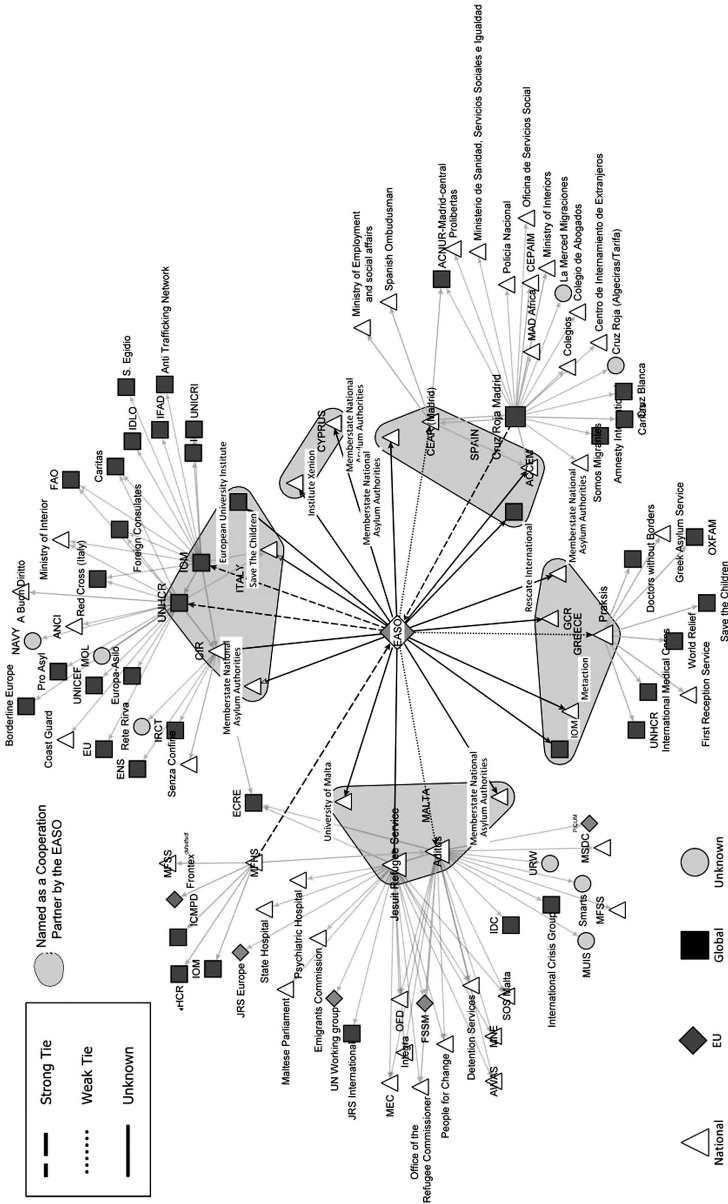 Strong Tie
Weak Tie
Unknown
Named as a Cooperation
Partner by the EASO
Borderline Europe
NAVY
A Buon Diritto
Ministry of Interior
FAO
Coast Guard
Pro Asyl
ANCI
Red Cross (Italy)
Caritas
IDLO
S. Egidio
UNICEF
MOL
Foreign Consulates
IFAD
Anti Trafficking Network
EU
Europa-Asilo
UNHCR
IOM
UNICRI
ENS
Rete Rirva
IRCT
Senza Confine
CIR
ITALY
European University Institute
Save The Children
Memberstate National
Asylum Authorities
ECRE
MFSS
Frontex
ICMPD
IOM
MFNS
JRS Europe
State Hospital
Psychiatric Hospital
Maltese Parliament
Emigrants Commission
UN Working group
JRS International
University of Malta
Jesuit Refugee Service
MALTA
Aditus
Memberstate National
Asylum Authorities
MEC
OFD
Integra
FSSM
Office of the
Refugee Commissioner
People for Change
Detention Services
AWAS
MNE
SOS Malta
IDC
URW
International Crisis Group
Smarts
MUIS
MFSS
MSDC
PICUM
EASO
Institute Xenion
CYPRUS
Memberstate National
Memberstate National
Asylum Authorities
Ministry of Employment
and social affairs
Spanish Ombudusman
CEAR (Madrid)
SPAIN
Cruz Roja Madrid
ACCEM
ACNUR-Madrid-central
Prolibertas
Ministerio de Sanidad, Servicios Sociales e Igualdad
Policía Nacional
CEPAIM
Oficina de Servicios Social
MAD Africa
Ministry of Interiors
La Merced Migraciones
Colegio de Abogados
Colegios
Centro de Internamiento de Extranjeros
Cruz Roja (Algeciras/Tarifa)
Cruz Blanca
Caritas
Amnesty International
Somos Migrantes
Rescate International
Memberstate National
Asylum Authorities
GCR
GREECE
Praksis
Metaction
IOM
Doctors without Borders
Greek Asylum Service
OXFAM
Save the Children
World Relief
International Medical Corps
UNHCR
First Reception Service
National
EU
Global
Unknown